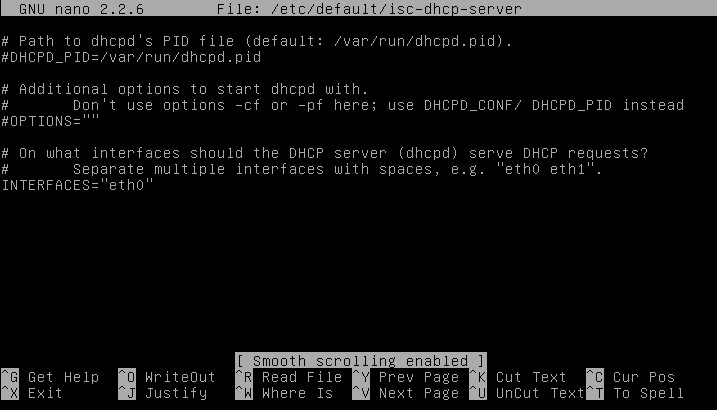 GNU nano 2.2.6 File: /etc/default/isc-dhcp-server
# Path to dhcpd's PID file (default: /var/run/dhcpd.pid).
#DHCPD_PID=/var/run/dhcpd.pid
# Additional options to start dhcpd with.
# Don't use options -cf or -pf here; use DHCPD_CONF/ DHCPD_PID instead
#OPTIONS=""
# On what interfaces should the DHCP server (dhcpd) serve DHCP requests?
# Separate multiple interfaces with spaces, e.g. "eth0 eth1".
INTERFACES="eth0"
[ Smooth scrolling enabled ]
^G Get Help ^O WriteOut ^R Read File ^Y Prev Page ^K Cut Text ^C Cur Pos
^X Exit ^J Justify ^W Where Is ^V Next Page ^U UnCut Text ^T To Spell